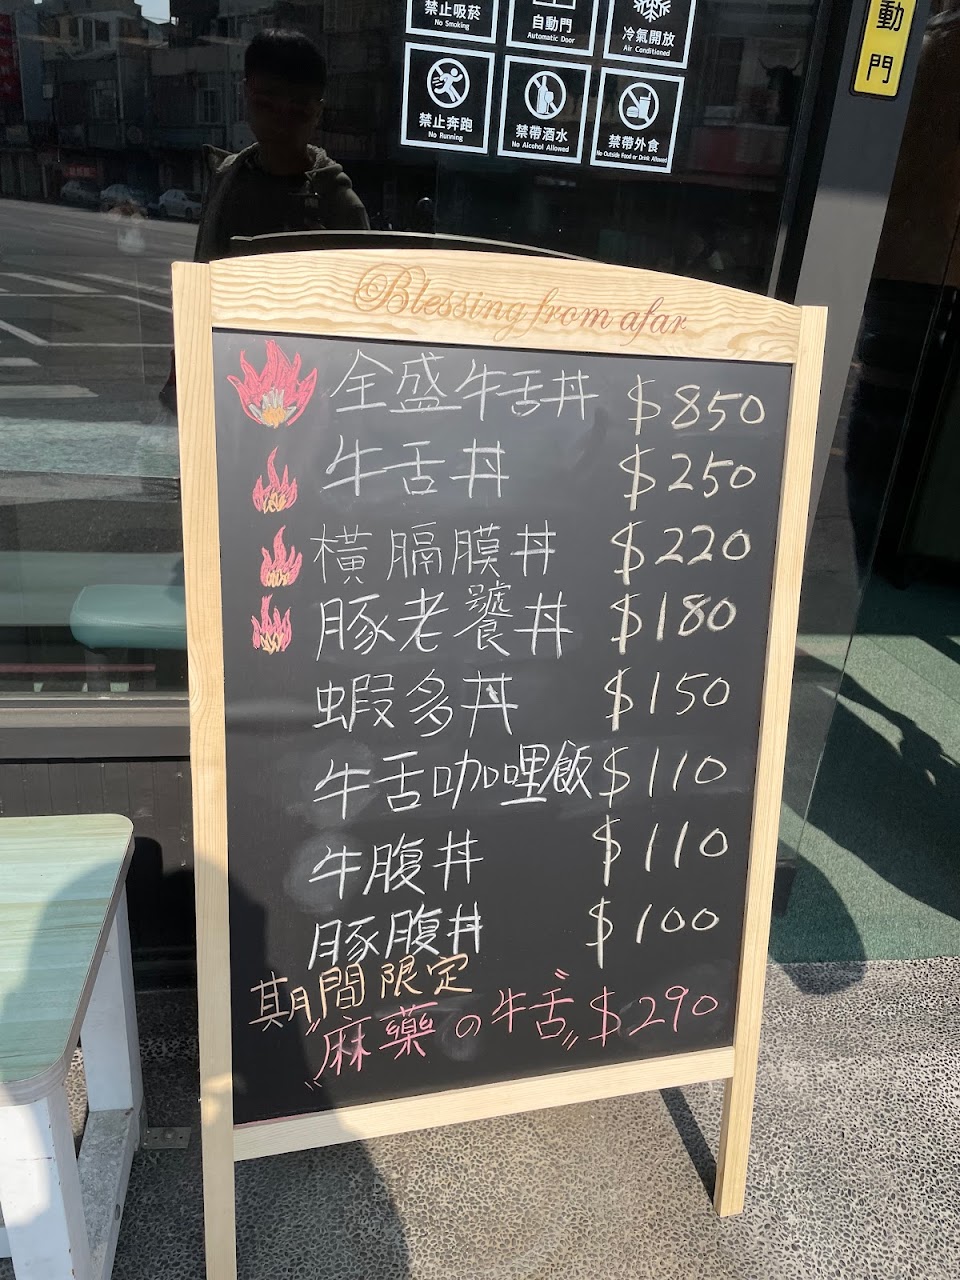 禁止吸菸
No Smoking
自動門
Automatic Door
冷氣開放
Air Conditioned
動門
禁止奔跑
No Running
禁帶酒水
No Alcohol Allowed
禁帶外食
No Outside Food or Drink Allowed
Blessing from afar
全盛牛舌丼 $850
牛舌丼 $250
橫膈膜丼 $220
豚老饕丼 $180
蝦多丼 $150
牛舌咖哩飯 $110
牛腹丼 $110
豚腹丼 $100
期間限定
"麻藥の牛舌" $290